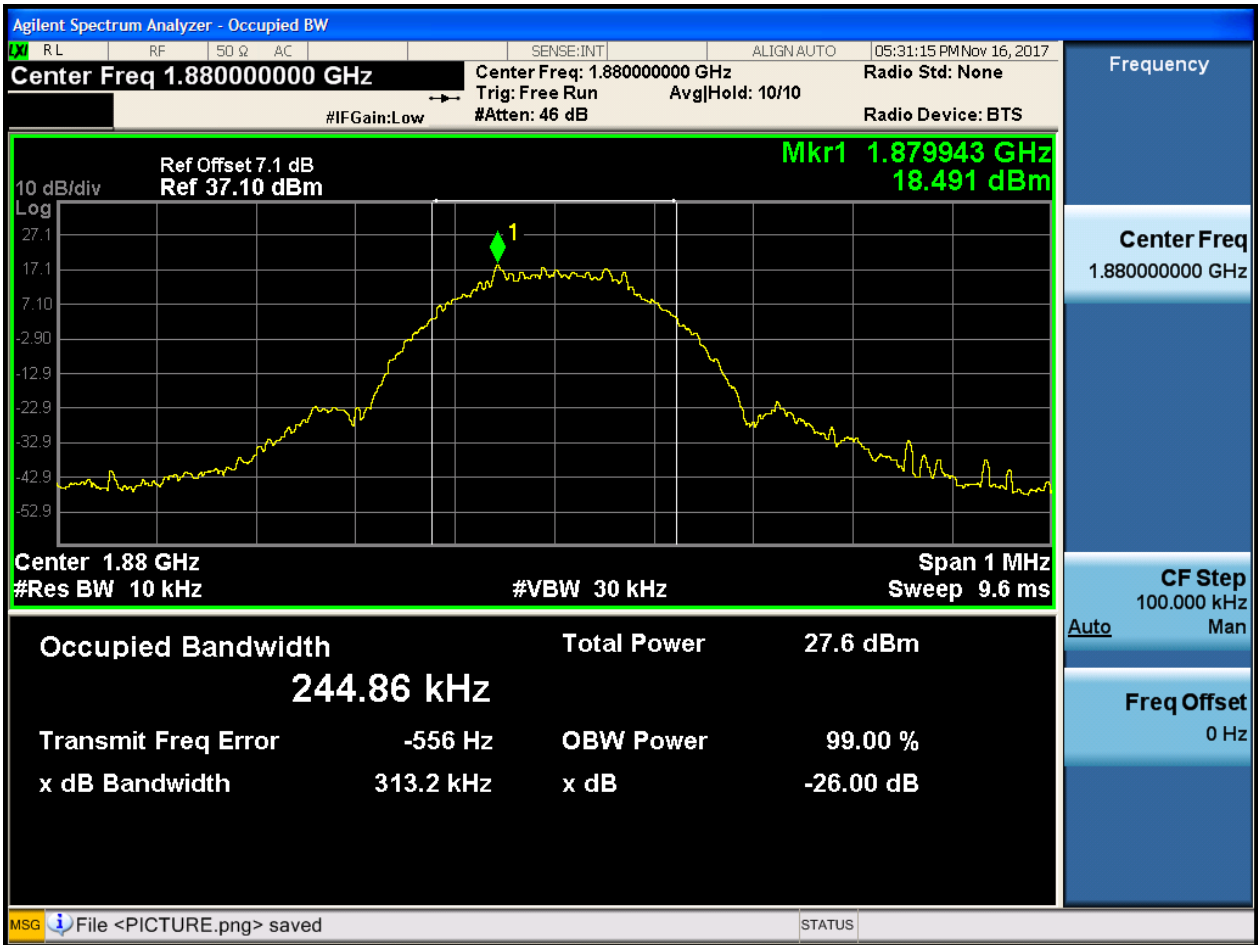 Agilent Spectrum Analyzer - Occupied BW
LXI RL RF 50 Ω AC SENSE:INT ALIGN AUTO 05:31:15 PM Nov 16, 2017
Center Freq 1.880000000 GHz Center Freq: 1.880000000 GHz Radio Std: None
Trig: Free Run Avg|Hold: 10/10
#IFGain:Low #Atten: 46 dB Radio Device: BTS
Frequency
Mkr1 1.879943 GHz
18.491 dBm
Ref Offset 7.1 dB
10 dB/div Ref 37.10 dBm
Log
27.1
17.1
7.10
-2.90
-12.9
-22.9
-32.9
-42.9
-52.9
1
Center 1.88 GHz Span 1 MHz
#Res BW 10 kHz #VBW 30 kHz Sweep 9.6 ms
Occupied Bandwidth Total Power 27.6 dBm
244.86 kHz
Transmit Freq Error -556 Hz OBW Power 99.00 %
x dB Bandwidth 313.2 kHz x dB -26.00 dB
Center Freq
1.880000000 GHz
CF Step
100.000 kHz
Auto Man
Freq Offset
0 Hz
MSG File <PICTURE.png> saved STATUS